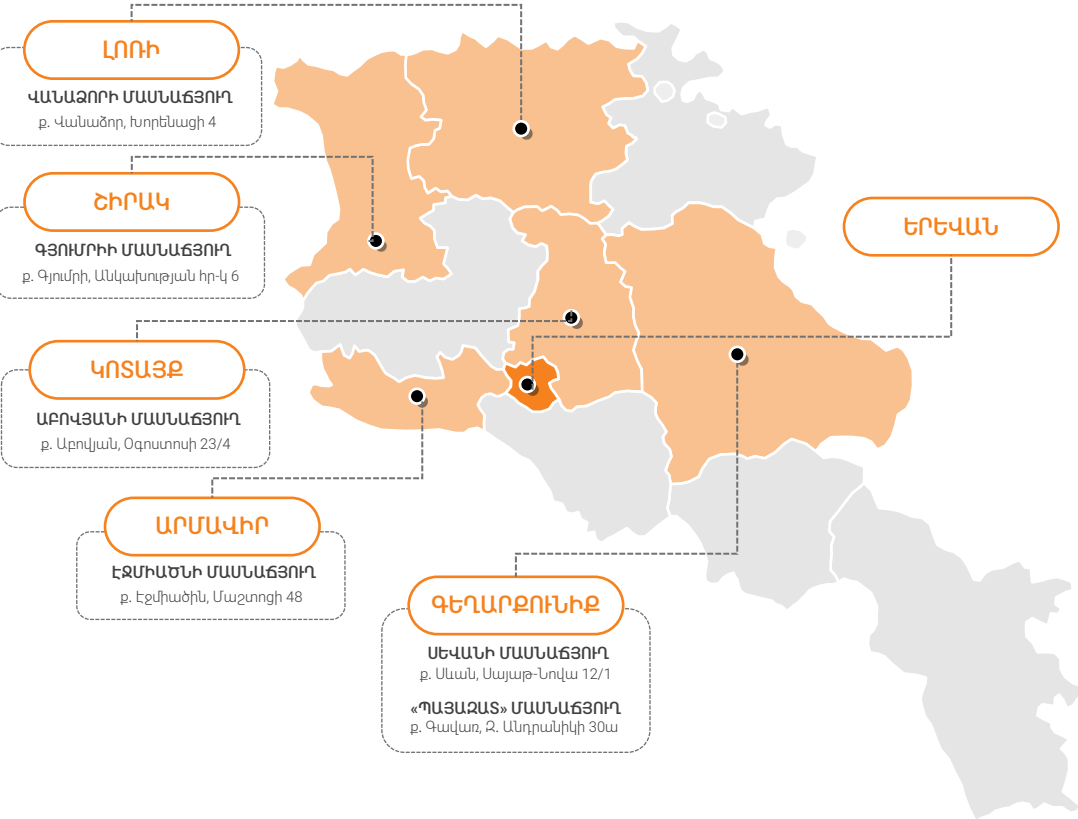 ԼՈՌԻ
ՎԱՆԱՁՈՐԻ ՄԱՍՆԱՃՅՈՒՂ
ք. Վանաձոր, Խորենացի 4
ՇԻՐԱԿ
ԳՅՈՒՄՐԻԻ ՄԱՍՆԱՃՅՈՒՂ
ք. Գյումրի, Անկախության հր-կ 6
ԵՐԵՎԱՆ
ԿՈՏԱՅՔ
ԱԲՈՎՅԱՆԻ ՄԱՍՆԱՃՅՈՒՂ
ք. Աբովյան, Օգոստոսի 23/4
ԱՐՄԱՎԻՐ
ԷՋՄԻԱԾՆԻ ՄԱՍՆԱՃՅՈՒՂ
ք. Էջմիածին, Մաշտոցի 48
ԳԵՂԱՐՔՈՒՆԻՔ
ՍԵՎԱՆԻ ՄԱՍՆԱՃՅՈՒՂ
ք. Սևան, Սայաթ-Նովա 12/1
«ՊԱՅԱԶԱՏ» ՄԱՍՆԱՃՅՈՒՂ
ք. Գավառ, Զ. Անդրանիկի 30ա